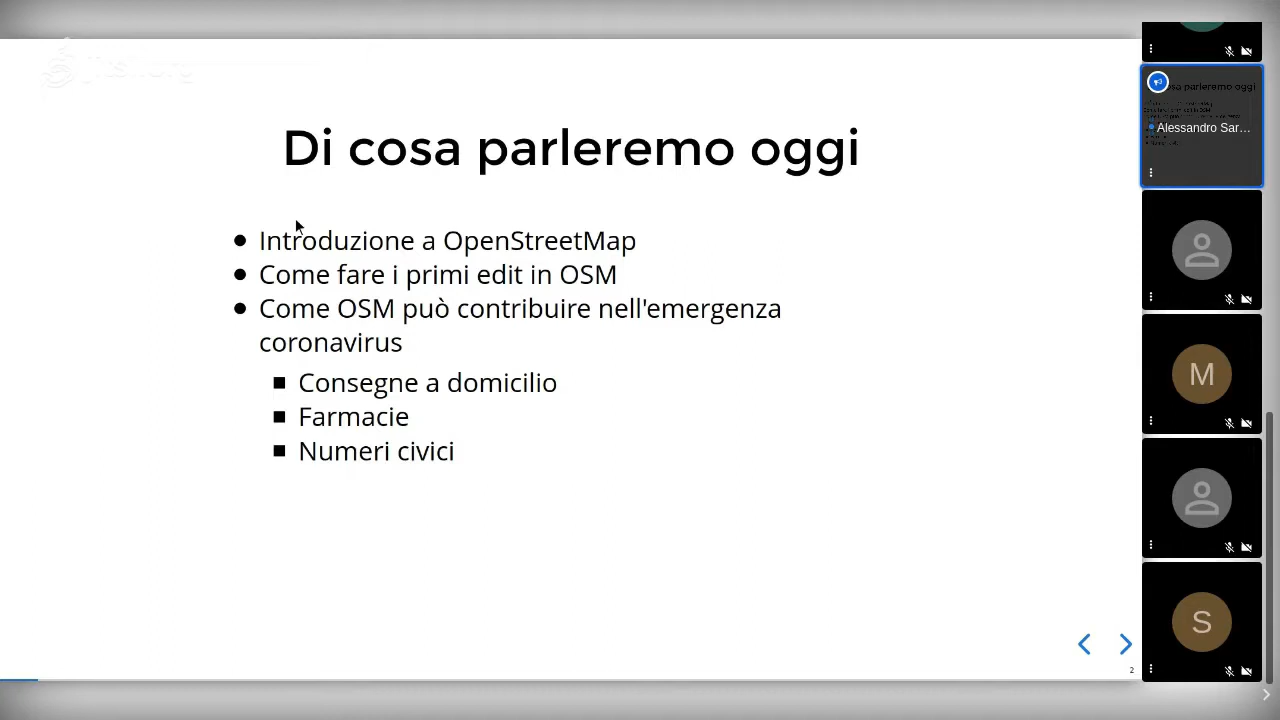 Di cosa parleremo oggi
Introduzione a OpenStreetMap
Come fare i primi edit in OSM
Come OSM può contribuire nell'emergenza
coronavirus
Consegne a domicilio
Farmacie
Numeri civici
2
Alessandro Sar...
M
S